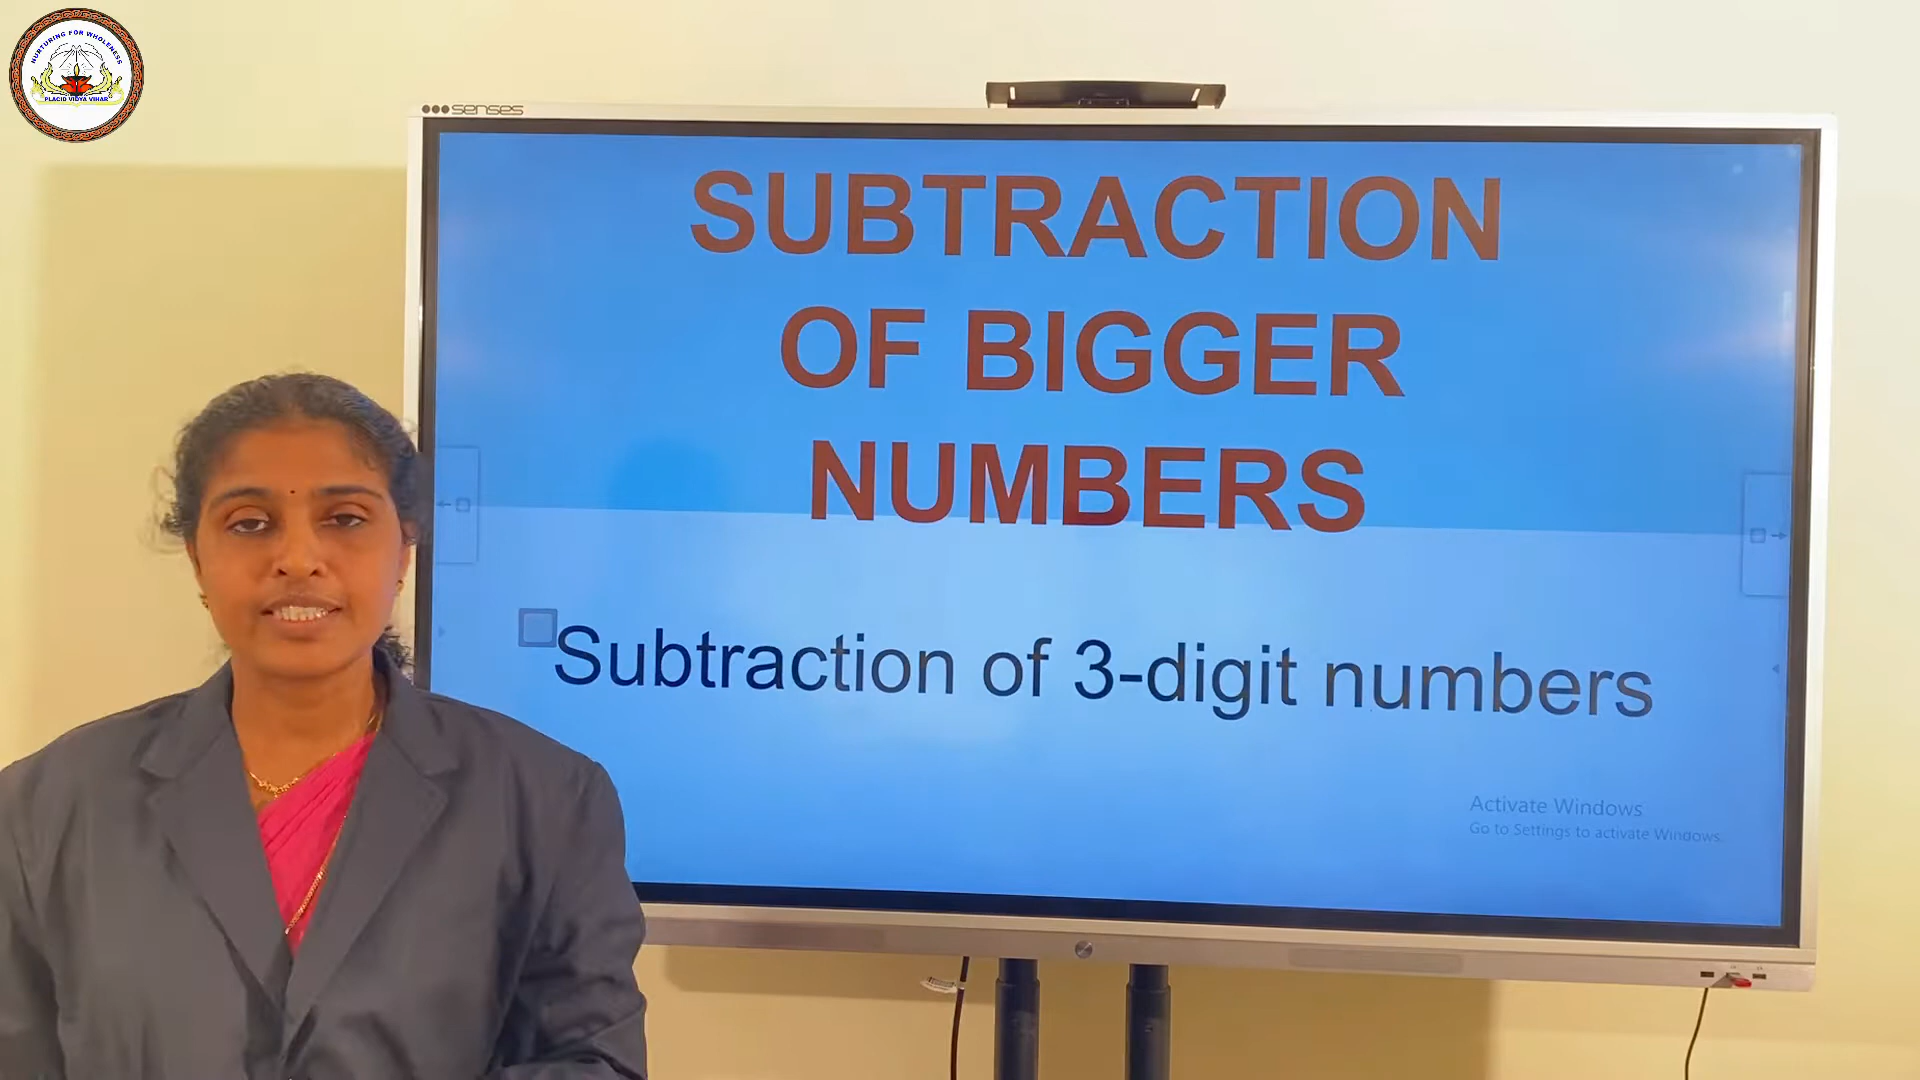 NURTURING FOR WHOLENESS
PLACID VIDYA VIHAR
senses
SUBTRACTION
OF BIGGER
NUMBERS
Subtraction of 3-digit numbers
Activate Windows
Go to Settings to activate Windows.